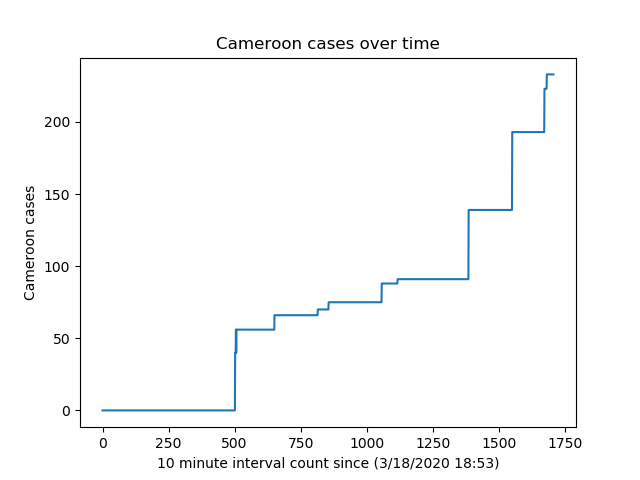 Cameroon cases over time
Cameroon cases
200
150
100
50
0
0 250 500 750 1000 1250 1500 1750
10 minute interval count since (3/18/2020 18:53)